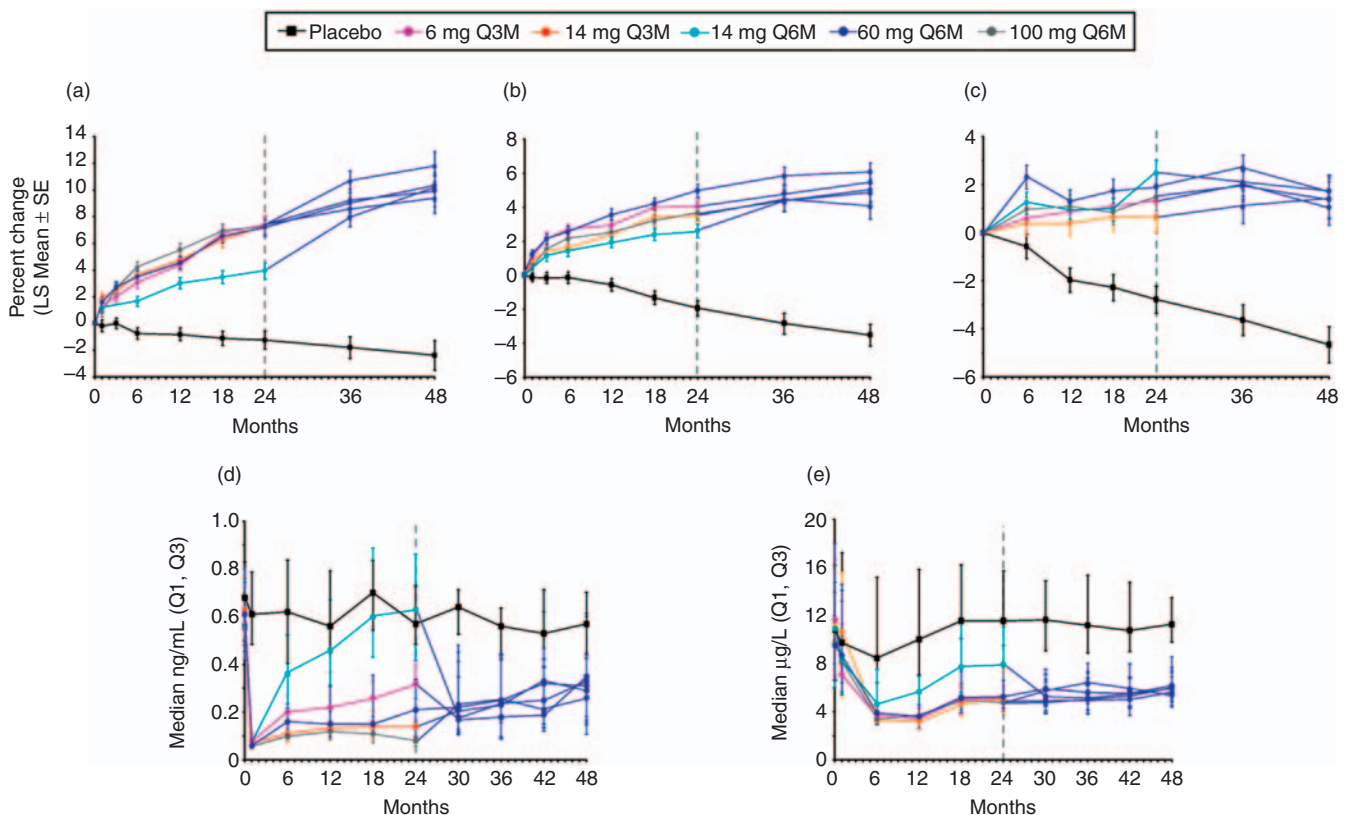 Placebo 6 mg Q3M 14 mg Q3M 14 mg Q6M 60 mg Q6M 100 mg Q6M
(a)
Percent change
(LS Mean ± SE
14
12
10
8
6
4
2
0
−2
−4
0 6 12 18 24 36 48
Months
(b)
8
6
4
2
0
−2
−4
−6
0 6 12 18 24 36 48
Months
(c)
4
2
0
−2
−4
−6
0 6 12 18 24 36 48
Months
(d)
Median ng/mL (Q1, Q3)
1.0
0.8
0.6
0.4
0.2
0
0 6 12 18 24 30 36 42 48
Months
(e)
Median µg/L (Q1, Q3)
20
16
12
8
4
0
0 6 12 18 24 30 36 42 48
Months